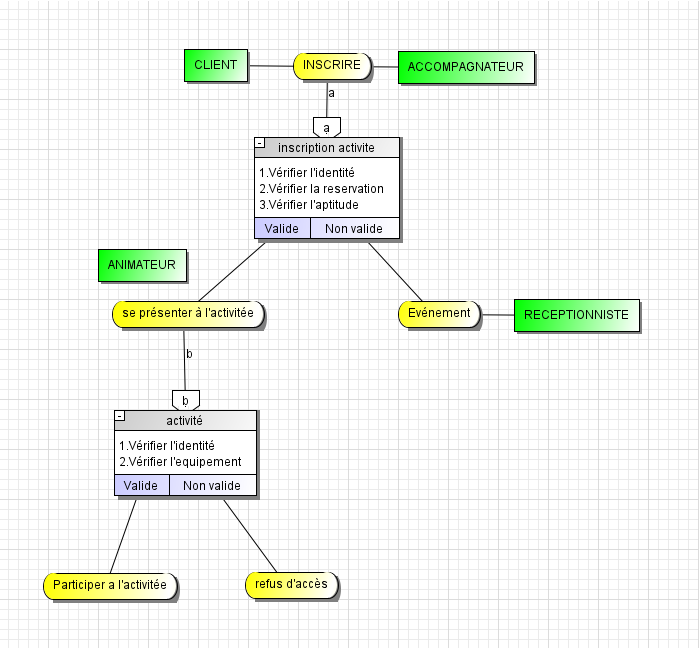 CLIENT
INSCRIRE
ACCOMPAGNATEUR
a
a
inscription activite
1.Vérifier l'identité
2.Vérifier la reservation
3.Vérifier l'aptitude
Valide
Non valide
ANIMATEUR
se présenter à l'activitée
Evénement
RECEPTIONNISTE
b
b
activité
1.Vérifier l'identité
2.Vérifier l'equipement
Valide
Non valide
Participer a l'activitée
refus d'accès